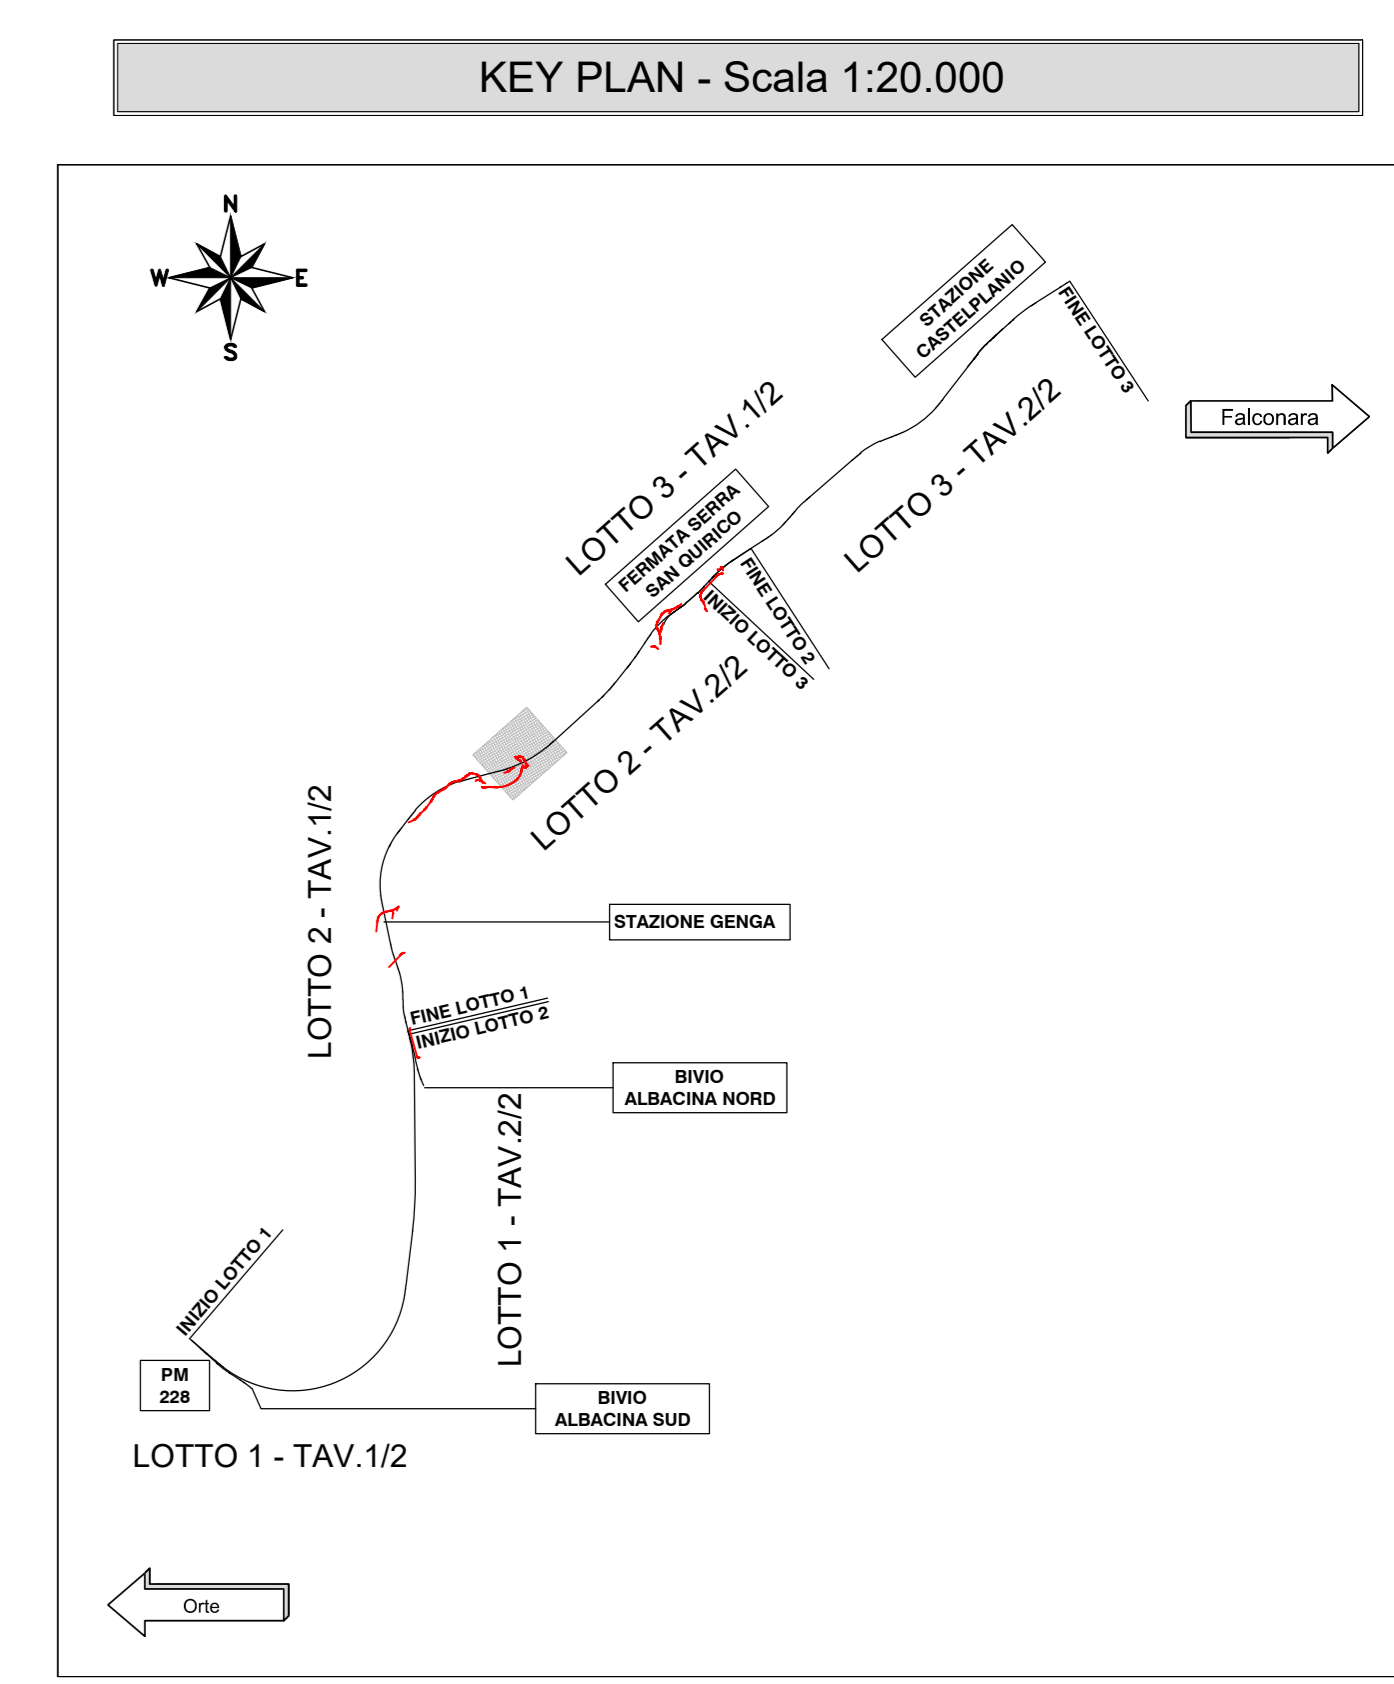 KEY PLAN - Scala 1:20.000
N
W
E
S
STAZIONE
CASTELPLANIO
FINE LOTTO 3
Falconara
LOTTO 3 - TAV.1/2
LOTTO 3 - TAV.2/2
FERMATA SERRA
SAN QUIRICO
FINE LOTTO 2
INIZIO LOTTO 3
LOTTO 2 - TAV.2/2
LOTTO 2 - TAV.1/2
STAZIONE GENGA
FINE LOTTO 1
INIZIO LOTTO 2
BIVIO
ALBACINA NORD
LOTTO 1 - TAV.2/2
INIZIO LOTTO 1
PM
228
BIVIO
ALBACINA SUD
LOTTO 1 - TAV.1/2
Orte